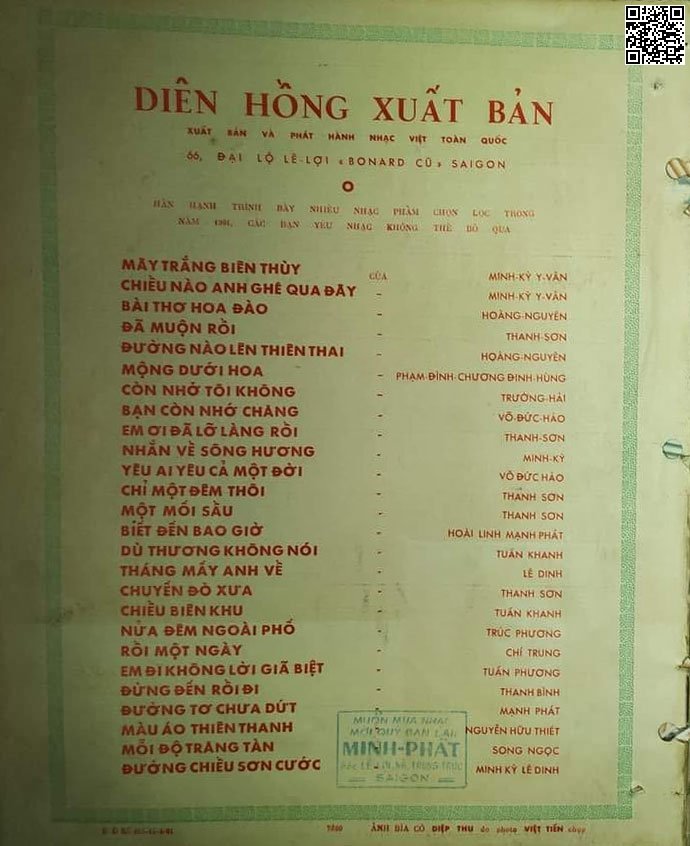 DIÊN HỒNG XUẤT BẢN
XUẤT BẢN VÀ PHÁT HÀNH NHẠC VIỆT TOÀN QUỐC
66, ĐẠI LỘ LÊ-LỢI «BONARD CŨ» SAIGON
HÂN HẠNH TRÌNH BÀY NHIỀU NHẠC PHẨM CHỌN LỌC TRONG
NĂM 1961, CÁC BẠN YÊU NHẠC KHÔNG THỂ BỎ QUA
MÂY TRẮNG BIÊN THÙY CỦA MINH-KỲ Y-VÂN
CHIỀU NÀO ANH GHÉ QUA ĐÂY - MINH-KỲ Y-VÂN
BÀI THƠ HOA ĐÀO - HOÀNG-NGUYÊN
ĐÃ MUỘN RỒI - THANH-SƠN
ĐƯỜNG NÀO LÊN THIÊN THAI - HOÀNG-NGUYÊN
MỘNG DƯỚI HOA - PHẠM-ĐÌNH-CHƯƠNG ĐINH-HÙNG
CÒN NHỚ TÔI KHÔNG - TRƯỜNG-HẢI
BẠN CÒN NHỚ CHĂNG - VÕ-ĐỨC-HẢO
EM ƠI ĐÃ LỠ LÀNG RỒI - THANH-SƠN
NHẮN VỀ SÔNG HƯƠNG - MINH-KỲ
YÊU AI YÊU CẢ MỘT ĐỜI - VÕ ĐỨC HẢO
CHỈ MỘT ĐÊM THÔI - THANH SƠN
MỘT MỐI SẦU - THANH SƠN
BIẾT ĐẾN BAO GIỜ - HOÀI LINH MẠNH PHÁT
DÙ THƯƠNG KHÔNG NÓI - TUẤN KHANH
THÁNG MẤY ANH VỀ - LÊ DINH
CHUYẾN ĐÒ XƯA - THANH SƠN
CHIỀU BIÊN KHU - TUẤN KHANH
NỬA ĐÊM NGOÀI PHỐ - TRÚC PHƯƠNG
RỒI MỘT NGÀY - CHÍ TRUNG
EM ĐI KHÔNG LỜI GIÃ BIỆT - TUẤN PHƯƠNG
ĐỪNG ĐẾN RỒI ĐI - THANH BÌNH
ĐƯỜNG TƠ CHƯA DỨT - MẠNH PHÁT
MÀU ÁO THIÊN THANH NGUYỄN HỮU THIẾT
MỖI ĐỘ TRĂNG TÀN - SONG NGỌC
ĐƯỜNG CHIỀU SƠN CƯỚC - MINH KỲ LÊ DINH
MUỐN MUA NHẠC
MỜI QUÝ BẠN LẠI
MINH-PHÁT
SAIGON
ẢNH BÌA CÔ DIỆP THU do photo VIỆT TIẾN chụp